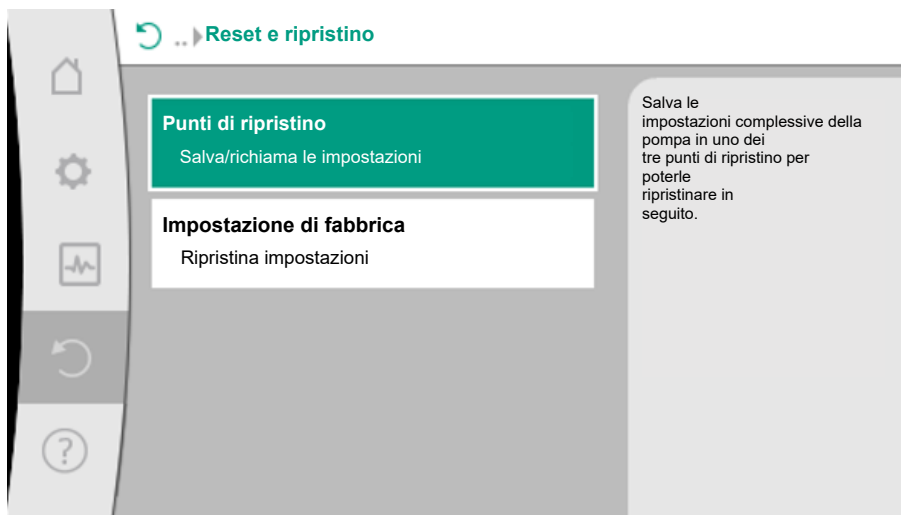 .. Reset e ripristino
Punti di ripristino
Salva/richiama le impostazioni
Impostazione di fabbrica
Ripristina impostazioni
Salva le
impostazioni complessive della
pompa in uno dei
tre punti di ripristino per
poterle
ripristinare in
seguito.
?